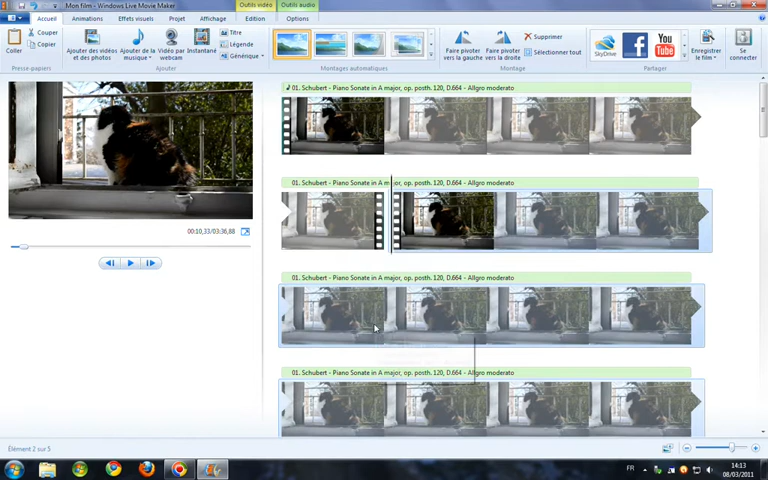 Mon film - Windows Live Movie Maker
Outils vidéo
Outils audio
Accueil
Animations
Effets visuels
Projet
Affichage
Edition
Options
Coller
Couper
Copier
Presse-papiers
Ajouter des vidéos
et des photos
Ajouter de la
musique
Vidéo par
webcam
Instantané
Titre
Légende
Générique
Ajouter
Montages automatiques
Faire pivoter
vers la gauche
Faire pivoter
vers la droite
Supprimer
Sélectionner tout
Montage
SkyDrive
f
You
Tube
Partager
Enregistrer
le film
Se
connecter
01. Schubert - Piano Sonate in A major, op. posth. 120, D.664 - Allgro moderato
01. Schubert - Piano Sonate in A major, op. posth. 120, D.664 - Allgro moderato
00:10,33/03:36,88
01. Schubert - Piano Sonate in A major, op. posth. 120, D.664 - Allgro moderato
01. Schubert - Piano Sonate in A major, op. posth. 120, D.664 - Allgro moderato
Élément 2 sur 5
FR
14:13
08/03/2011